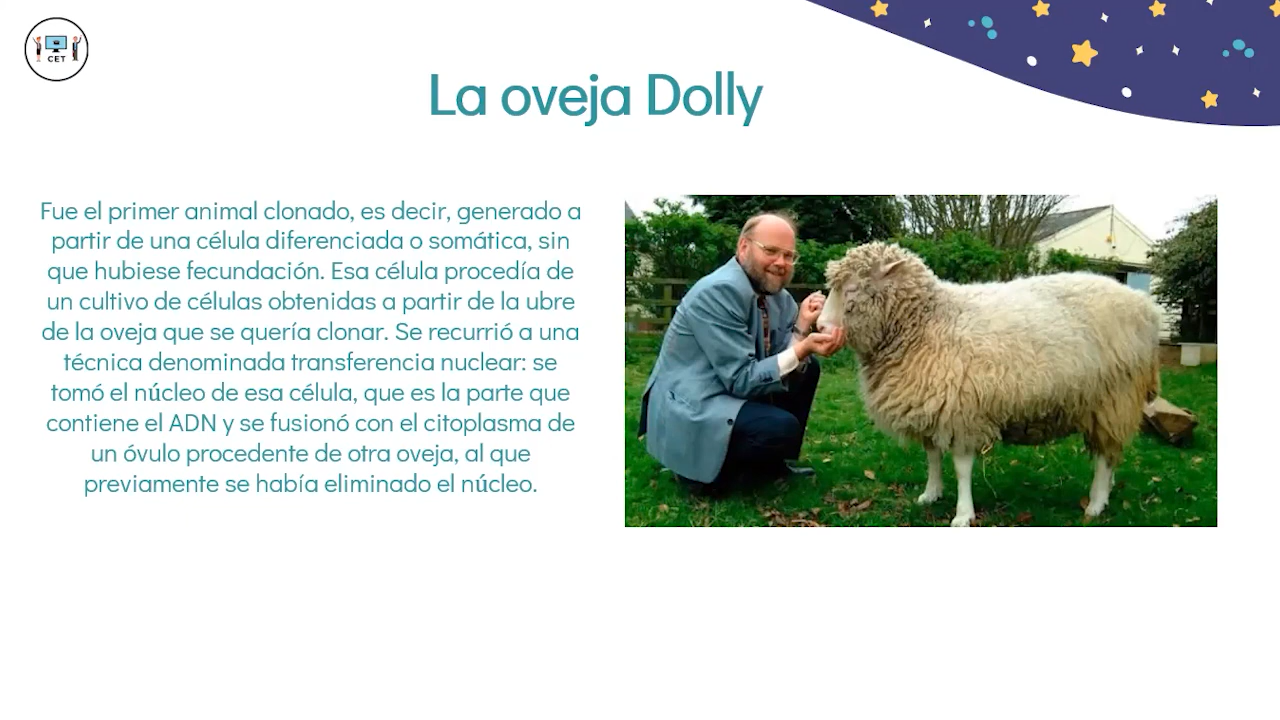 CET
La oveja Dolly
Fue el primer animal clonado, es decir, generado a
partir de una célula diferenciada o somática, sin
que hubiese fecundación. Esa célula procedía de
un cultivo de células obtenidas a partir de la ubre
de la oveja que se quería clonar. Se recurrió a una
técnica denominada transferencia nuclear: se
tomó el núcleo de esa célula, que es la parte que
contiene el ADN y se fusionó con el citoplasma de
un óvulo procedente de otra oveja, al que
previamente se había eliminado el núcleo.